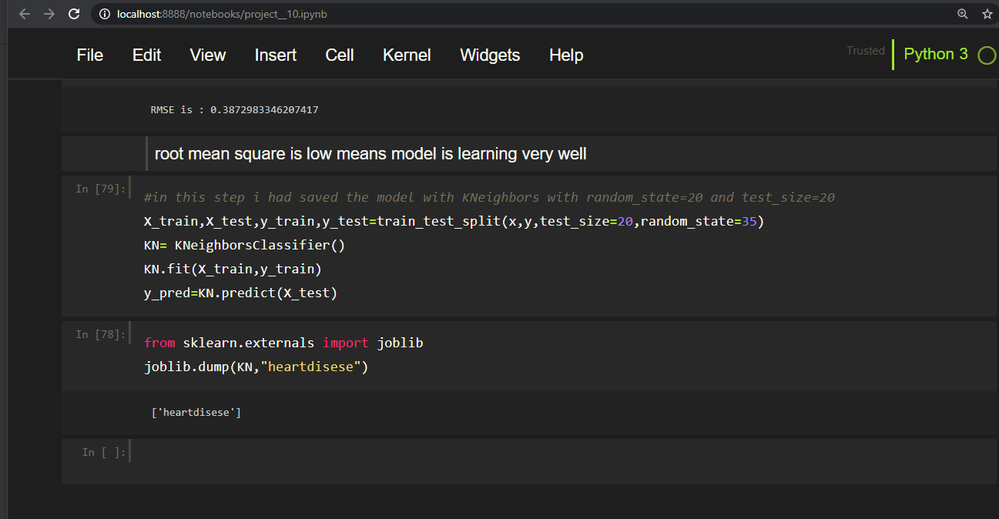 localhost:8888/notebooks/project__10.ipynb
File Edit View Insert Cell Kernel Widgets Help Trusted Python 3
RMSE is : 0.3872983346207417
root mean square is low means model is learning very well
In [79]:
#in this step i had saved the model with KNeighbors with random_state=20 and test_size=20
X_train,X_test,y_train,y_test=train_test_split(x,y,test_size=20,random_state=35)
KN= KNeighborsClassifier()
KN.fit(X_train,y_train)
y_pred=KN.predict(X_test)
In [78]:
from sklearn.externals import joblib
joblib.dump(KN,"heartdisese")
['heartdisese']
In [ ]: